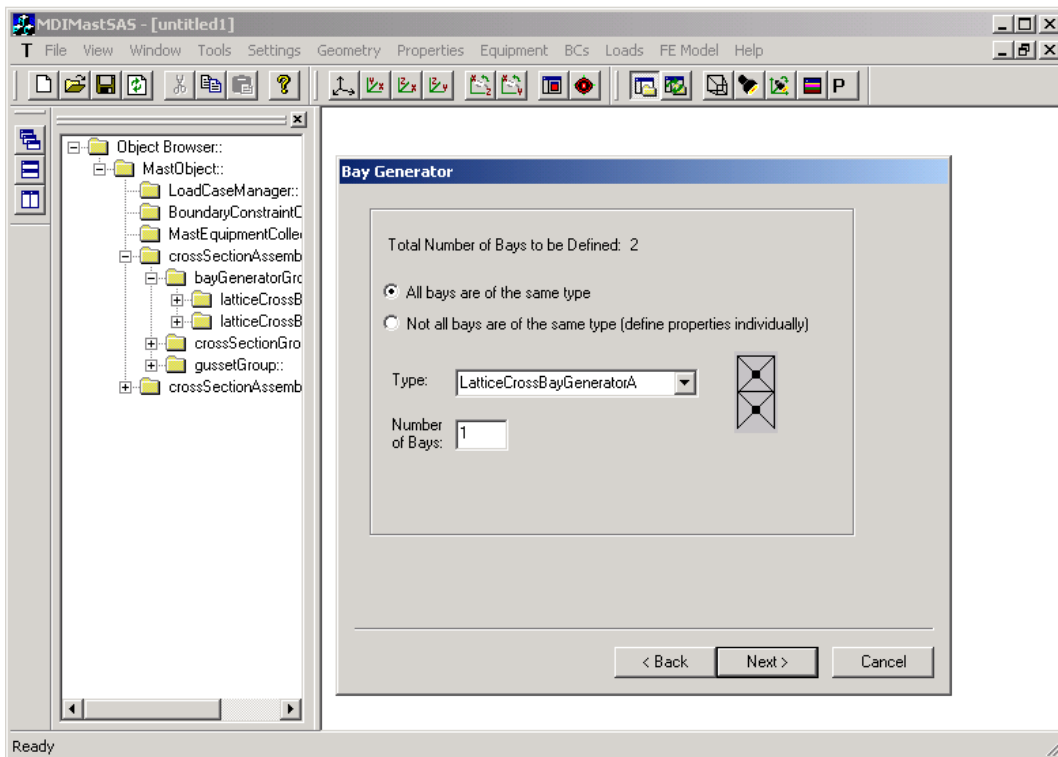 MDIMastSAS - [untitled1]
T File View Window Tools Settings Geometry Properties Equipment BCs Loads FE Model Help
P
Object Browser::
MastObject::
LoadCaseManager::
BoundaryConstraintC
MastEquipmentColle
crossSectionAssemb
bayGeneratorGro
latticeCrossB
latticeCrossB
crossSectionGro
gussetGroup::
crossSectionAssemb
Bay Generator
Total Number of Bays to be Defined: 2
All bays are of the same type
Not all bays are of the same type (define properties individually)
Type: LatticeCrossBayGeneratorA
Number
of Bays: 1
< Back Next > Cancel
Ready